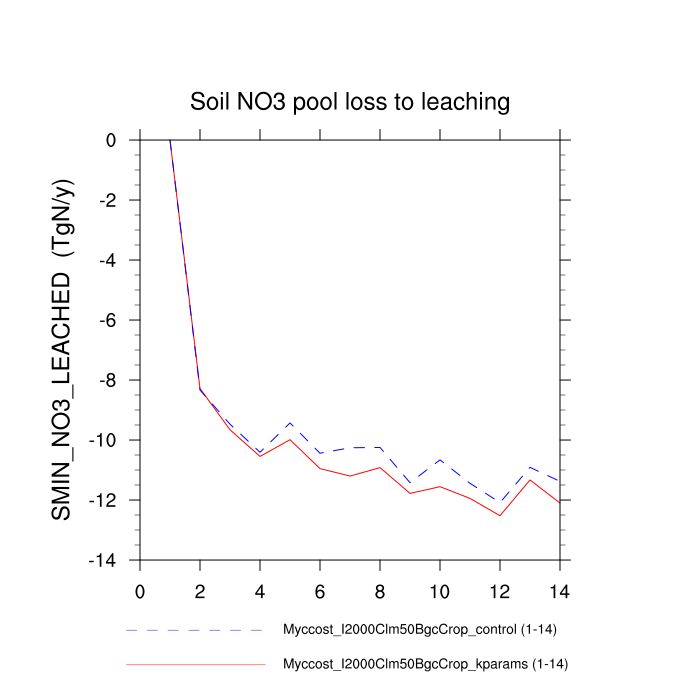 Soil NO3 pool loss to leaching
SMIN_NO3_LEACHED (TgN/y)
0
-2
-4
-6
-8
-10
-12
-14
0 2 4 6 8 10 12 14
Myccost_I2000Clm50BgcCrop_control (1-14)
Myccost_I2000Clm50BgcCrop_kparams (1-14)